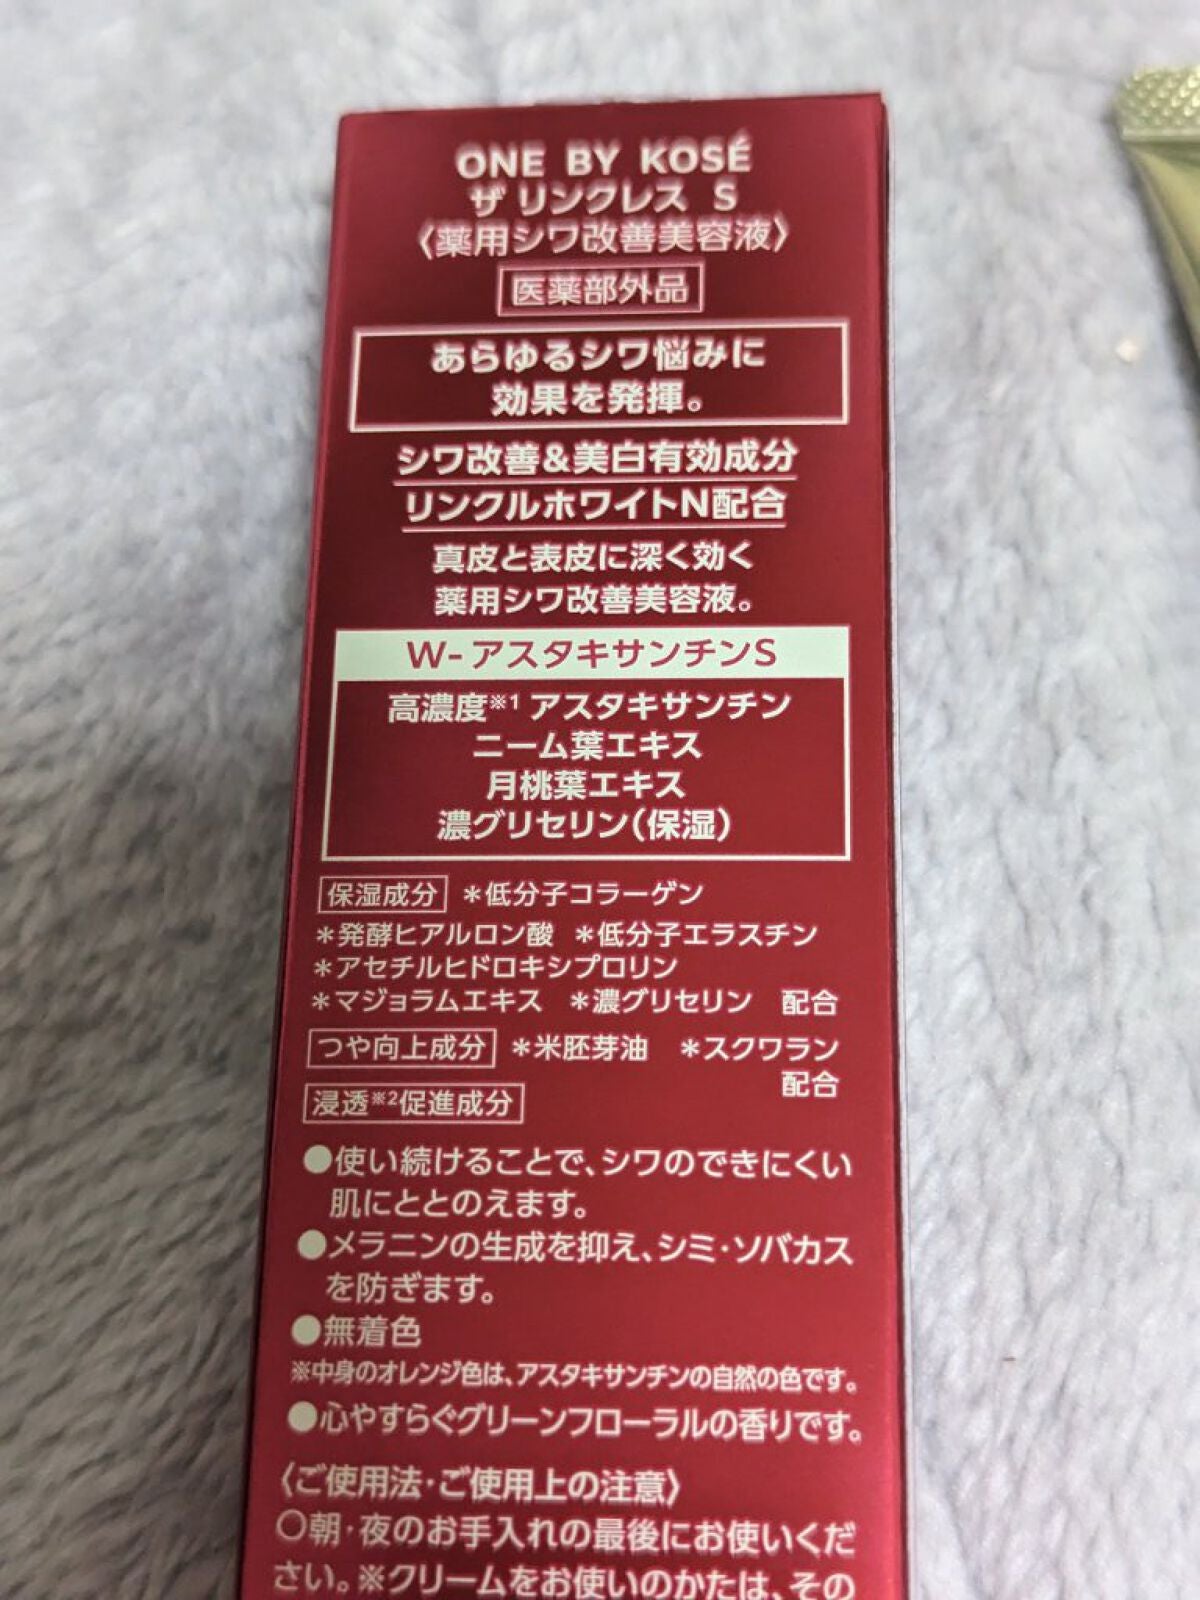 ONE BY KOSÉ
ザ リンクレス S
〈薬用シワ改善美容液〉
医薬部外品
あらゆるシワ悩みに
効果を発揮。
シワ改善&美白有効成分
リンクルホワイトN配合
真皮と表皮に深く効く
薬用シワ改善美容液。
W-アスタキサンチンS
高濃度※1 アスタキサンチン
ニーム葉エキス
月桃葉エキス
濃グリセリン(保湿)
保湿成分 *低分子コラーゲン
*発酵ヒアルロン酸 *低分子エラスチン
*アセチルヒドロキシプロリン
*マジョラムエキス *濃グリセリン 配合
つや向上成分 *米胚芽油 *スクワラン
配合
浸透※2促進成分
●使い続けることで、シワのできにくい
肌にととのえます。
●メラニンの生成を抑え、シミ・ソバカス
を防ぎます。
●無着色
※中身のオレンジ色は、アスタキサンチンの自然の色です。
●心やすらぐグリーンフローラルの香りです。
〈ご使用法・ご使用上の注意〉
○朝・夜のお手入れの最後にお使いくだ
さい。※クリームをお使いのかたは、その